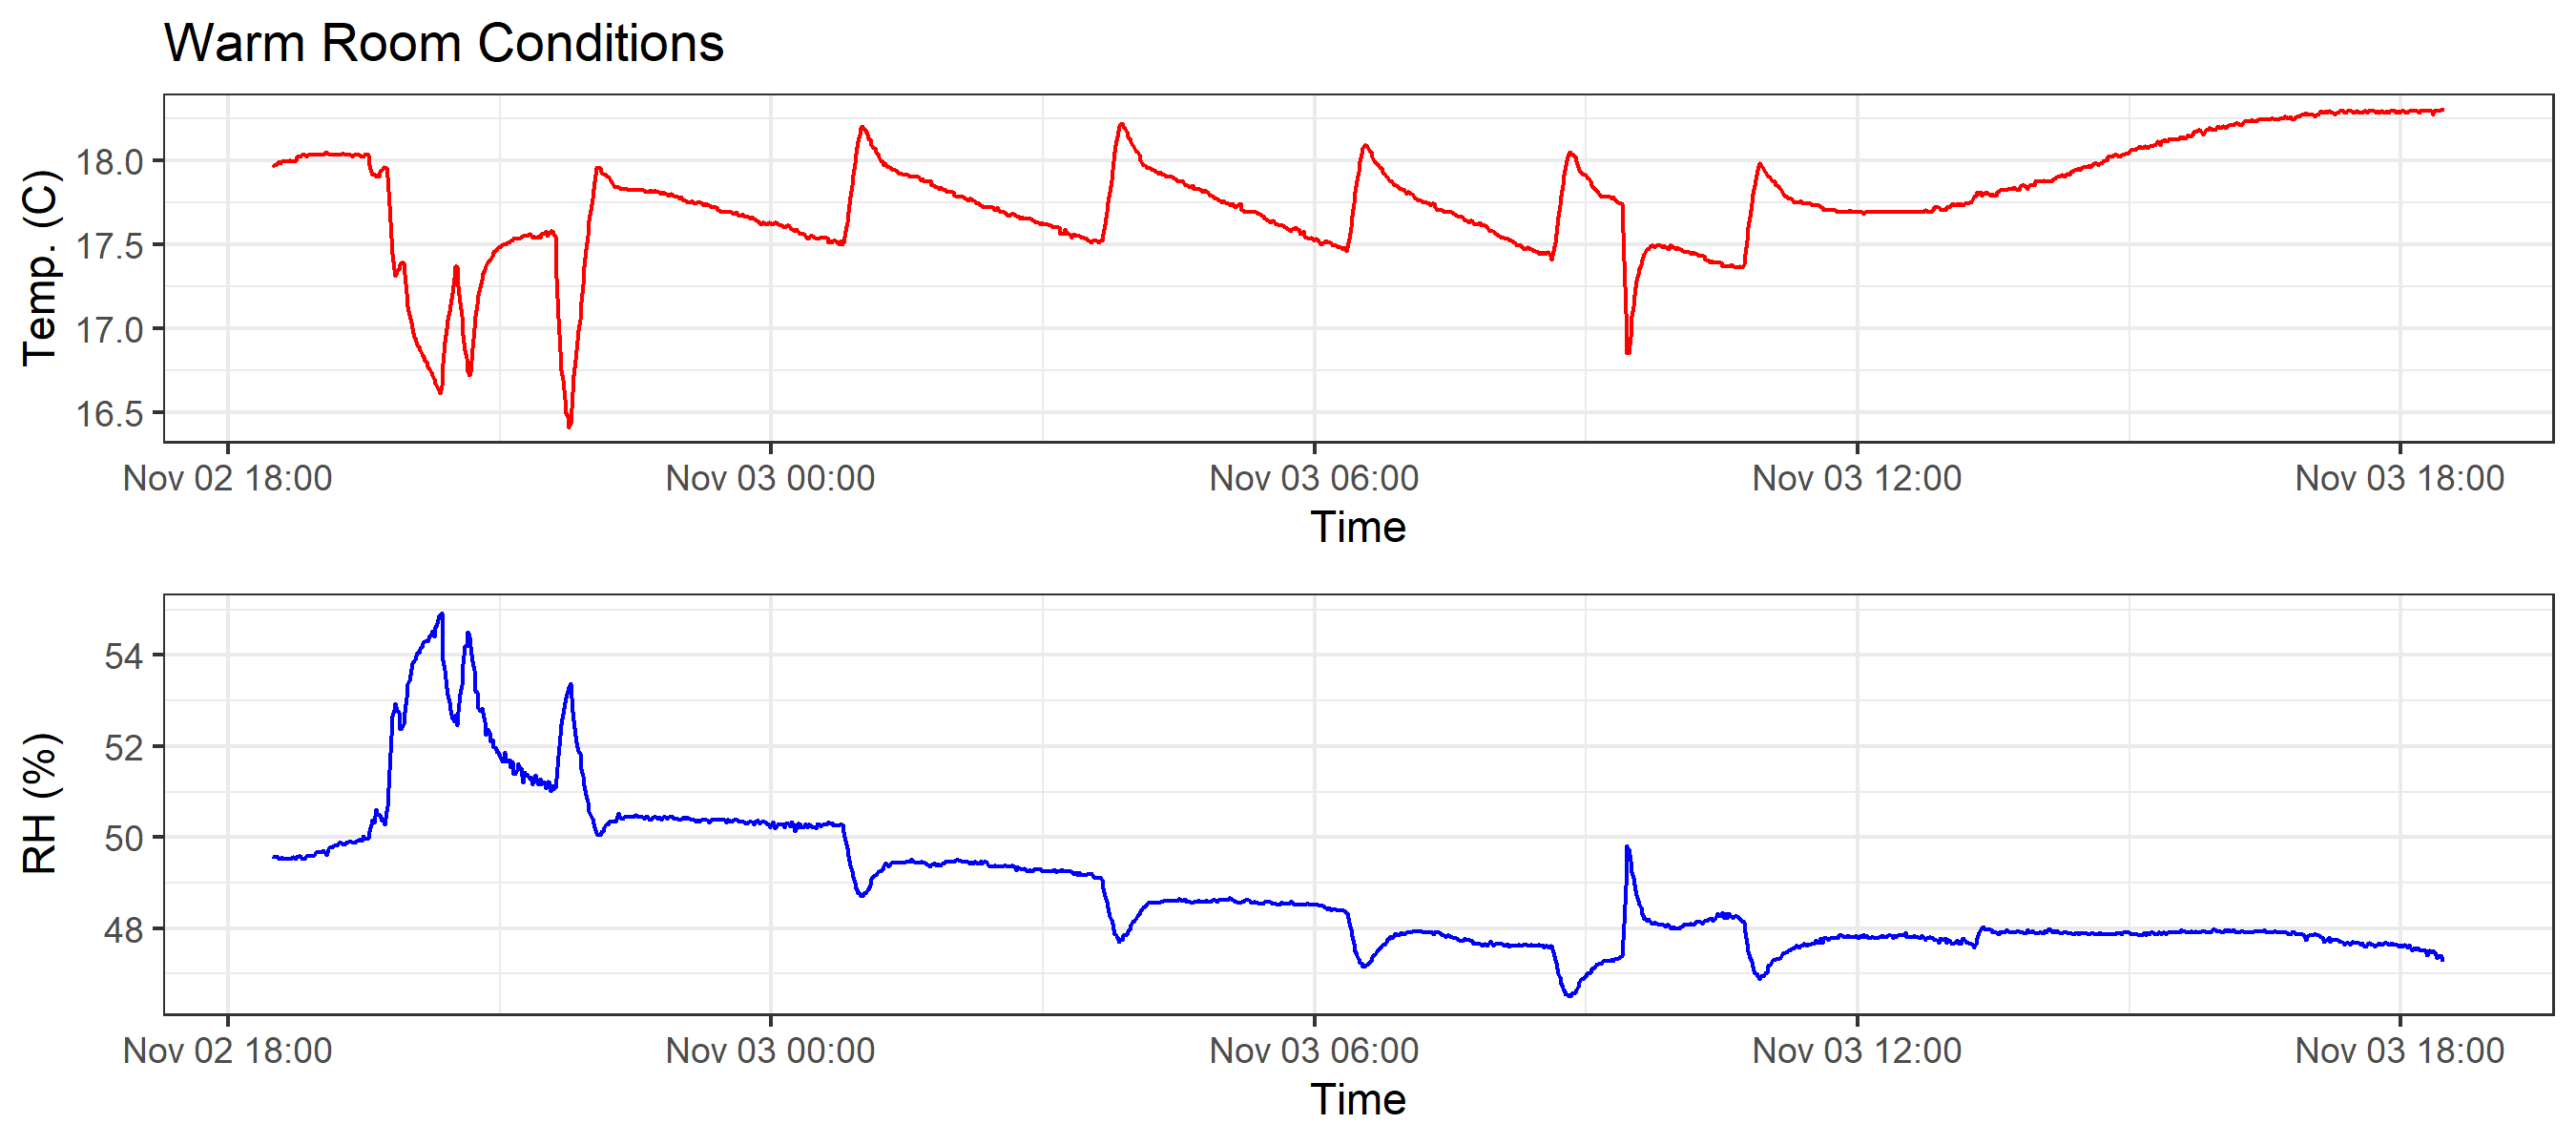 Warm Room Conditions
Temp. (C)
18.0
17.5
17.0
16.5
Nov 02 18:00 Nov 03 00:00 Nov 03 06:00 Nov 03 12:00 Nov 03 18:00
Time
RH (%)
54
52
50
48
Nov 02 18:00 Nov 03 00:00 Nov 03 06:00 Nov 03 12:00 Nov 03 18:00
Time